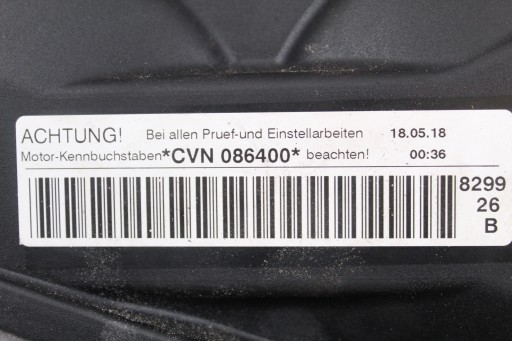 ACHTUNG! Bei allen Pruef-und Einstellarbeiten 18.05.18
Motor-Kennbuchstaben *CVN 086400* beachten! 00:36
8299
26
B